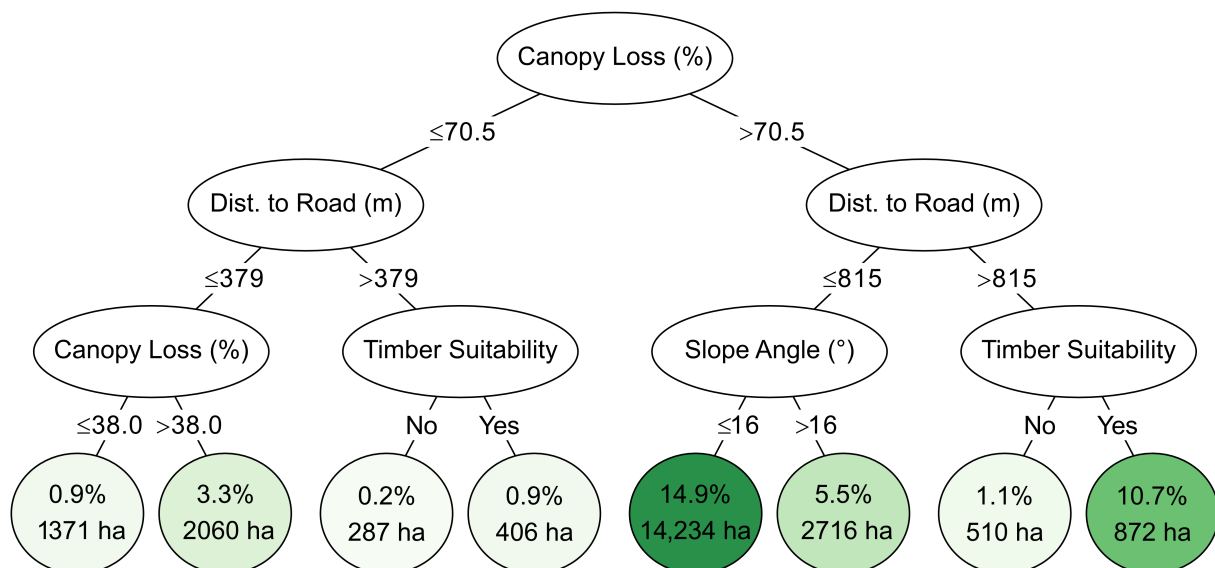 Canopy Loss (%)
≤70.5 >70.5
Dist. to Road (m) Dist. to Road (m)
≤379 >379 ≤815 >815
Canopy Loss (%) Timber Suitability Slope Angle (°) Timber Suitability
≤38.0 >38.0 No Yes ≤16 >16 No Yes
0.9% 3.3% 0.2% 0.9% 14.9% 5.5% 1.1% 10.7%
1371 ha 2060 ha 287 ha 406 ha 14,234 ha 2716 ha 510 ha 872 ha